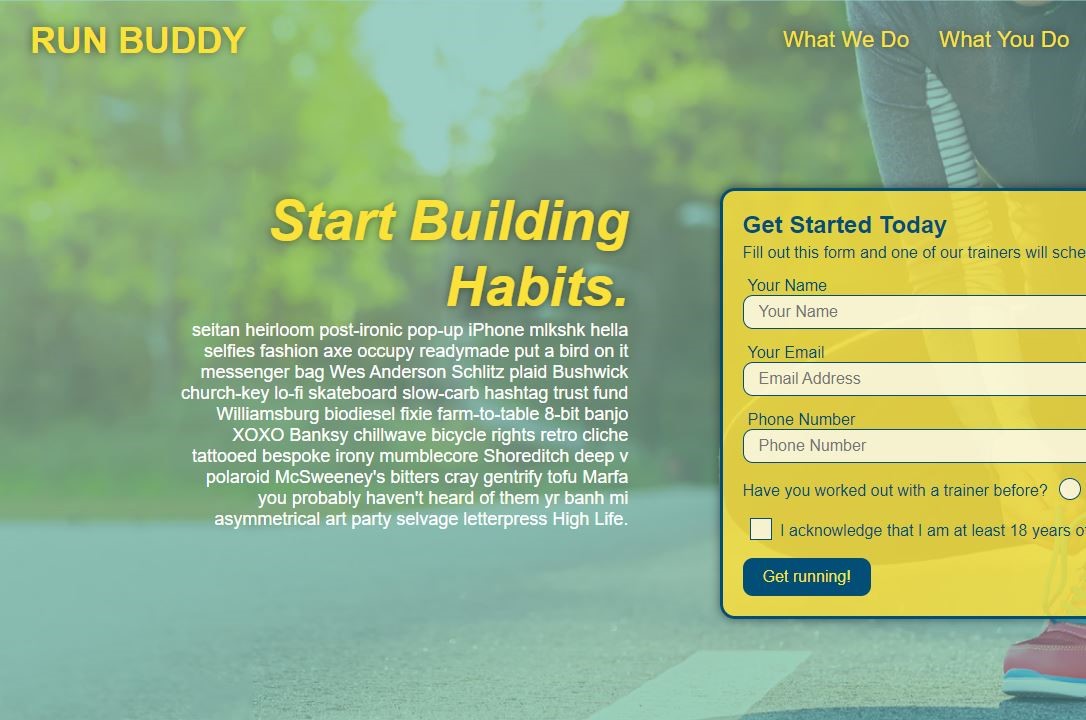 RUN BUDDY
What We Do
What You Do
Start Building
Habits.
seitan heirloom post-ironic pop-up iPhone mlkshk hella
selfies fashion axe occupy readymade put a bird on it
messenger bag Wes Anderson Schlitz plaid Bushwick
church-key lo-fi skateboard slow-carb hashtag trust fund
Williamsburg biodiesel fixie farm-to-table 8-bit banjo
XOXO Banksy chillwave bicycle rights retro cliche
tattooed bespoke irony mumblecore Shoreditch deep v
polaroid McSweeney's bitters cray gentrify tofu Marfa
you probably haven't heard of them yr banh mi
asymmetrical art party selvage letterpress High Life.
Get Started Today
Fill out this form and one of our trainers will sche
Your Name
Your Name
Your Email
Email Address
Phone Number
Phone Number
Have you worked out with a trainer before?
I acknowledge that I am at least 18 years o
Get running!